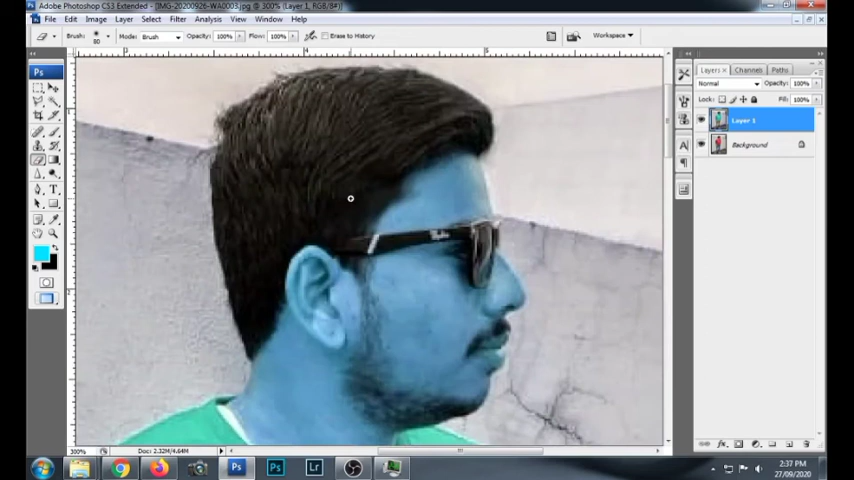 Adobe Photoshop CS3 Extended - [IMG-20200926-WA0003.jpg @ 300% (Layer 1, RGB/8#)]
File Edit Image Layer Select Filter Analysis View Window Help
Brush: 80 Mode: Brush Opacity: 100% Flow: 100% Erase to History Workspace
Ps
Layers Channels Paths
Normal Opacity: 100%
Lock: Fill: 100%
Layer 1
Background
300% Doc: 2.32M/4.64M
Ps Ps Lr
2:37 PM
27/09/2020